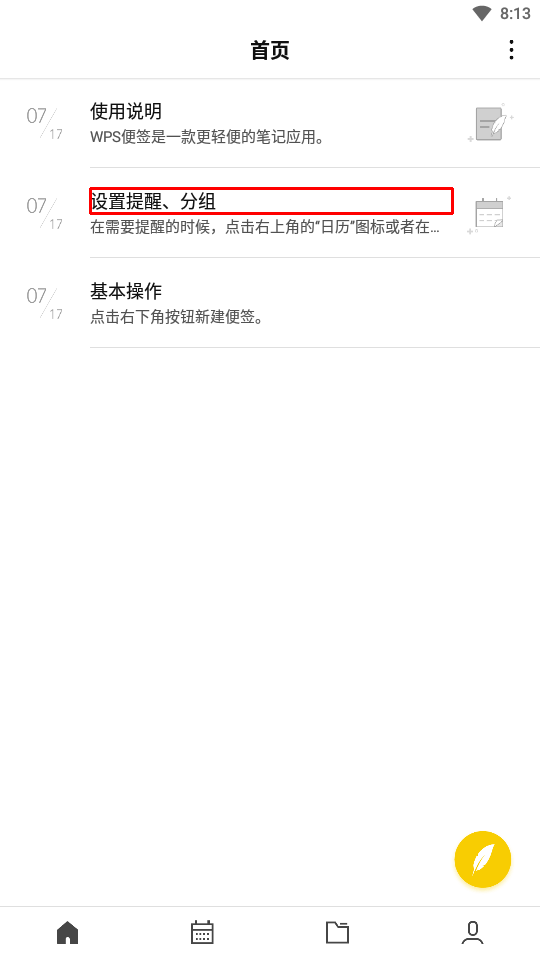 8:13
首页
07/17
使用说明
WPS便签是一款更轻便的笔记应用。
07/17
设置提醒、分组
在需要提醒的时候，点击右上角的“日历”图标或者在...
07/17
基本操作
点击右下角按钮新建便签。